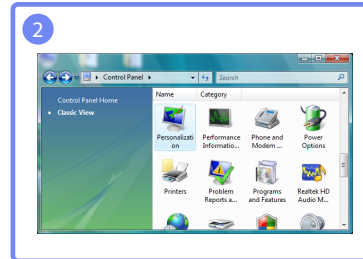 2
Control Panel
Search
Control Panel Home
Classic View
Name Category
Personalizati
on
Performance
Informatio...
Phone and
Modem ...
Power
Options
Printers
Problem
Reports a...
Programs
and Features
Realtek HD
Audio M...